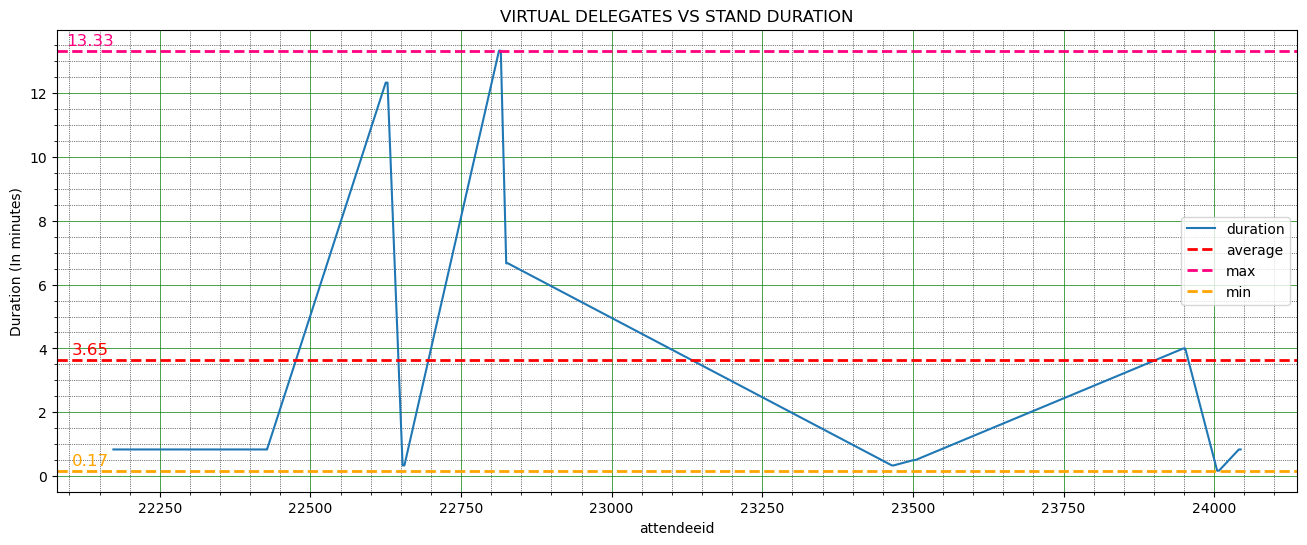 VIRTUAL DELEGATES VS STAND DURATION
13.33
12
10
8
6
4
2
0
3.65
0.17
Duration (In minutes)
duration
average
max
min
22250 22500 22750 23000 23250 23500 23750 24000
attendeeid